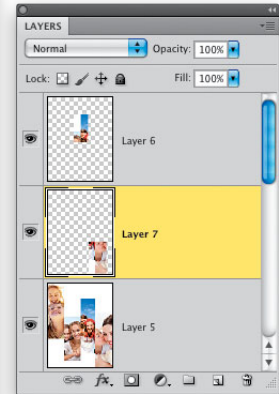 LAYERS
Normal Opacity: 100%
Lock: Fill: 100%
Layer 6
Layer 7
Layer 5
fx.